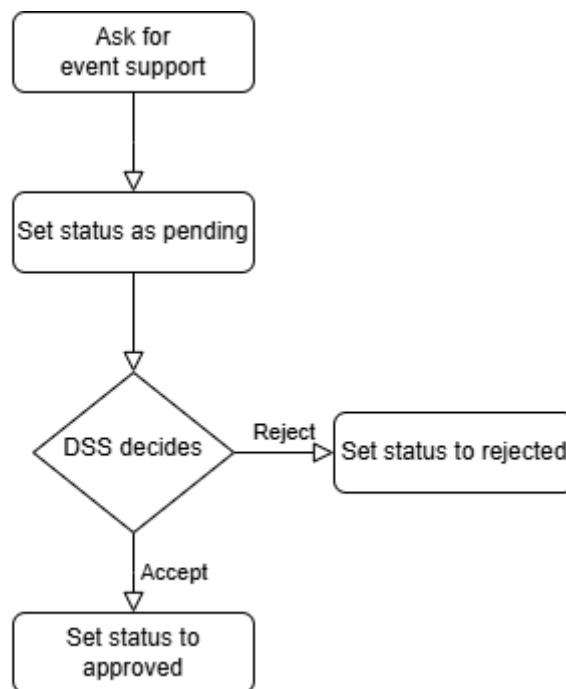 Ask for
event support
Set status as pending
DSS decides
Reject
Set status to rejected
Accept
Set status to
approved